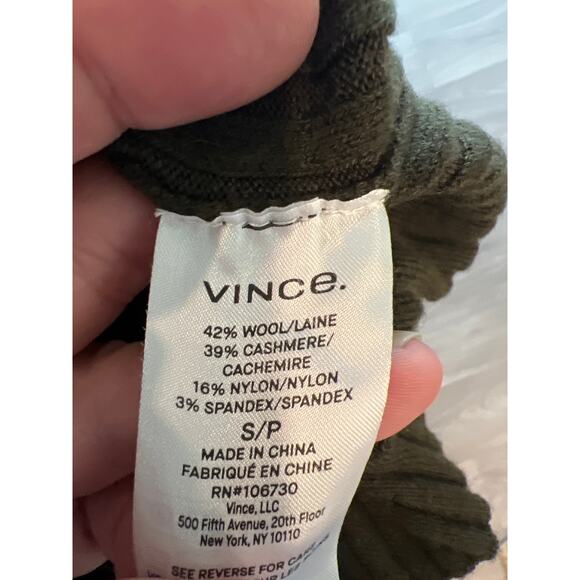 VINCe.
42% WOOL/LAINE
39% CASHMERE/
CACHEMIRE
16% NYLON/NYLON
3% SPANDEX/SPANDEX
S/P
MADE IN CHINA
FABRIQUÉ EN CHINE
RN#106730
Vince, LLC
500 Fifth Avenue, 20th Floor
New York, NY 10110
SEE REVERSE FOR CARE